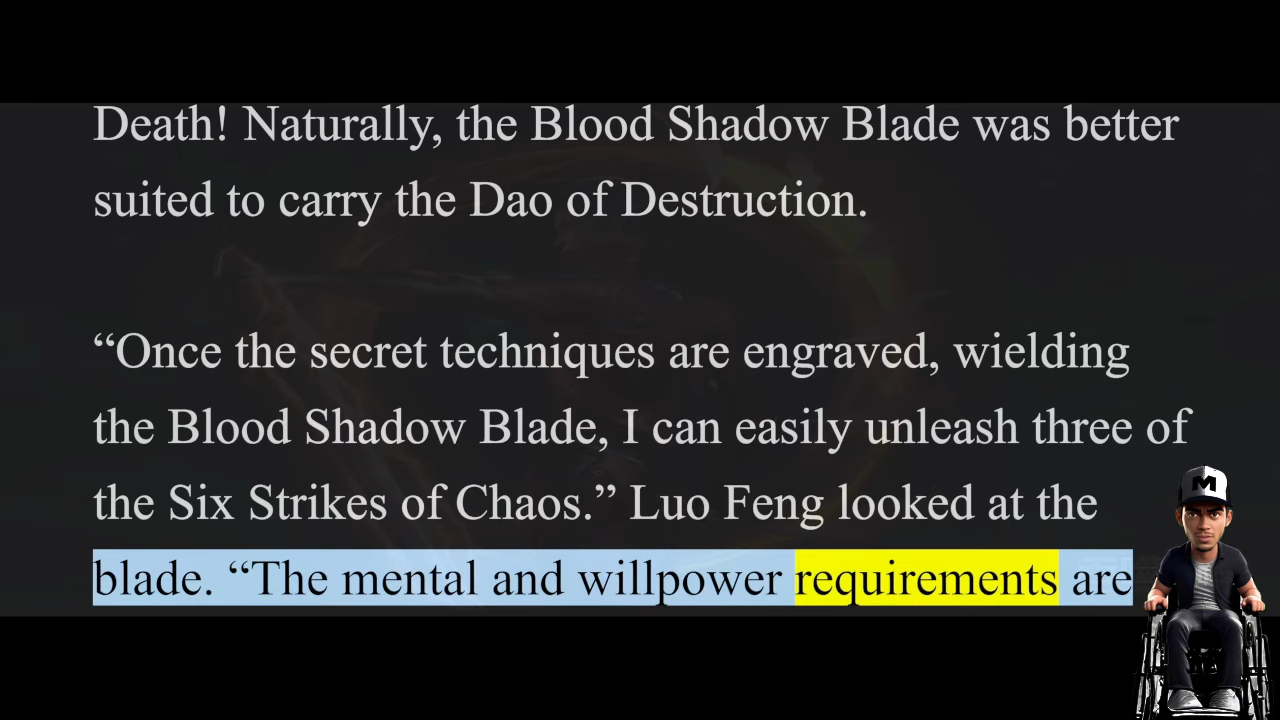 Death! Naturally, the Blood Shadow Blade was better
suited to carry the Dao of Destruction.
“Once the secret techniques are engraved, wielding
the Blood Shadow Blade, I can easily unleash three of
the Six Strikes of Chaos.” Luo Feng looked at the
blade. “The mental and willpower requirements are
M